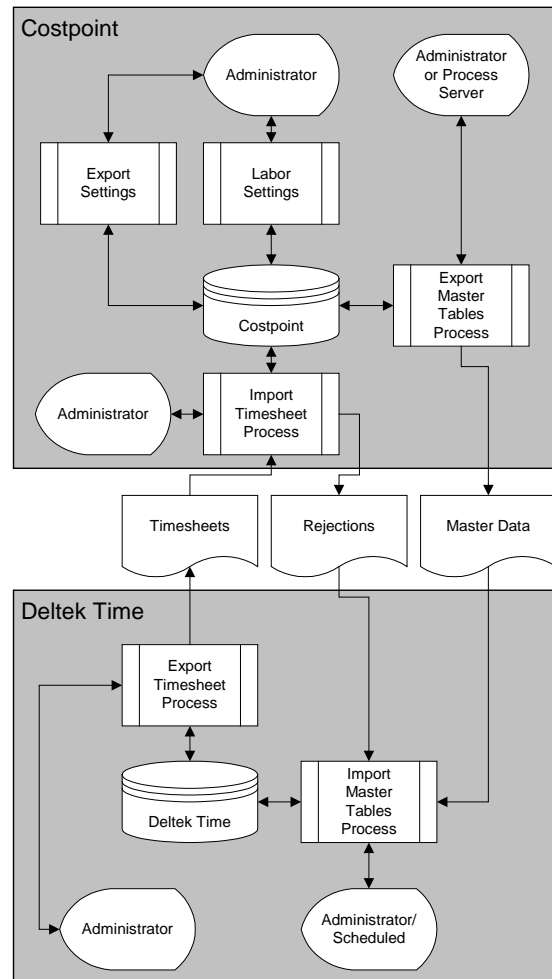 Costpoint
Administrator
Administrator
or Process
Server
Export
Settings
Labor
Settings
Costpoint
Export
Master
Tables
Process
Administrator
Import
Timesheet
Process
Timesheets
Rejections
Master Data
Deltek Time
Export
Timesheet
Process
Deltek Time
Import
Master
Tables
Process
Administrator
Administrator/
Scheduled